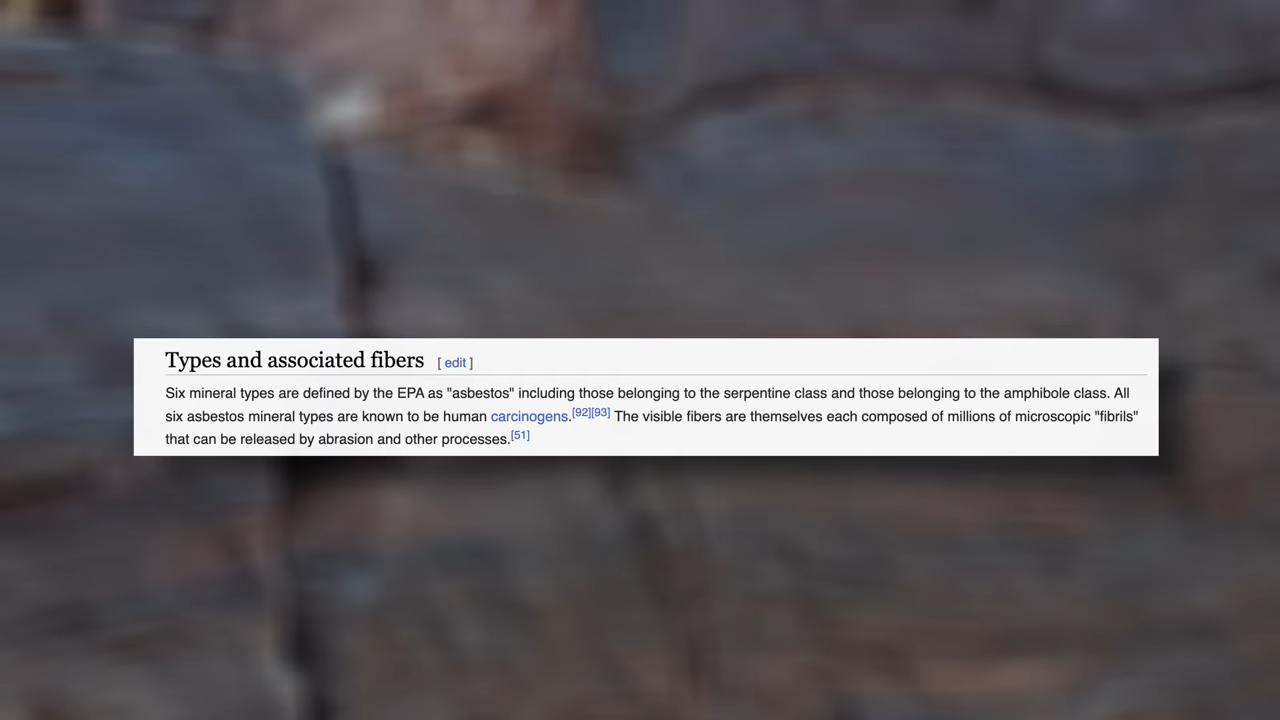 Types and associated fibers [ edit ]
Six mineral types are defined by the EPA as "asbestos" including those belonging to the serpentine class and those belonging to the amphibole class. All
six asbestos mineral types are known to be human carcinogens.[92][93] The visible fibers are themselves each composed of millions of microscopic "fibrils"
that can be released by abrasion and other processes.[51]